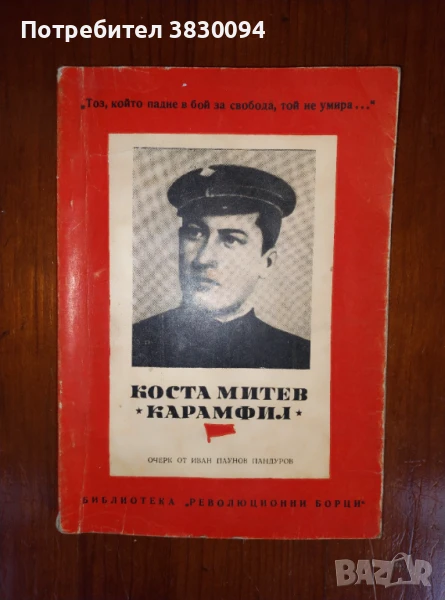 Потребител 3830094
„Тоз, който падне в бой за свобода, той не умира..."
КОСТА МИТЕВ
* КАРАМФИЛ *
ОЧЕРК ОТ ИВАН ПАУНОВ ПАНДУРОВ
БИБЛИОТЕКА „РЕВОЛЮЦИОННИ БОРЦИ"
BAZAR